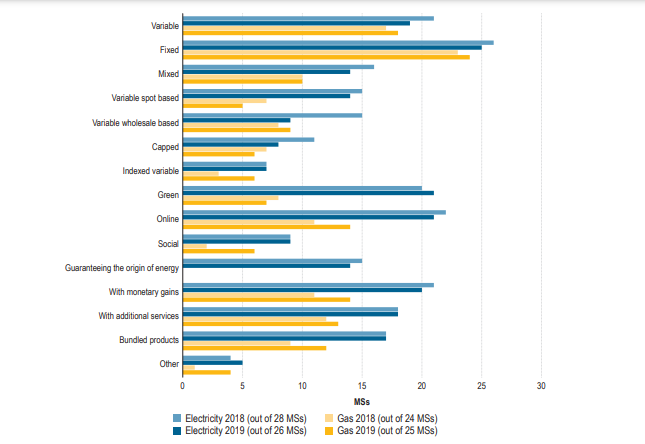 Variable
Fixed
Mixed
Variable spot based
Variable wholesale based
Capped
Indexed variable
Green
Online
Social
Guaranteeing the origin of energy
With monetary gains
With additional services
Bundled products
Other
0 5 10 15 20 25 30
MSs
Electricity 2018 (out of 28 MSs) Gas 2018 (out of 24 MSs)
Electricity 2019 (out of 26 MSs) Gas 2019 (out of 25 MSs)